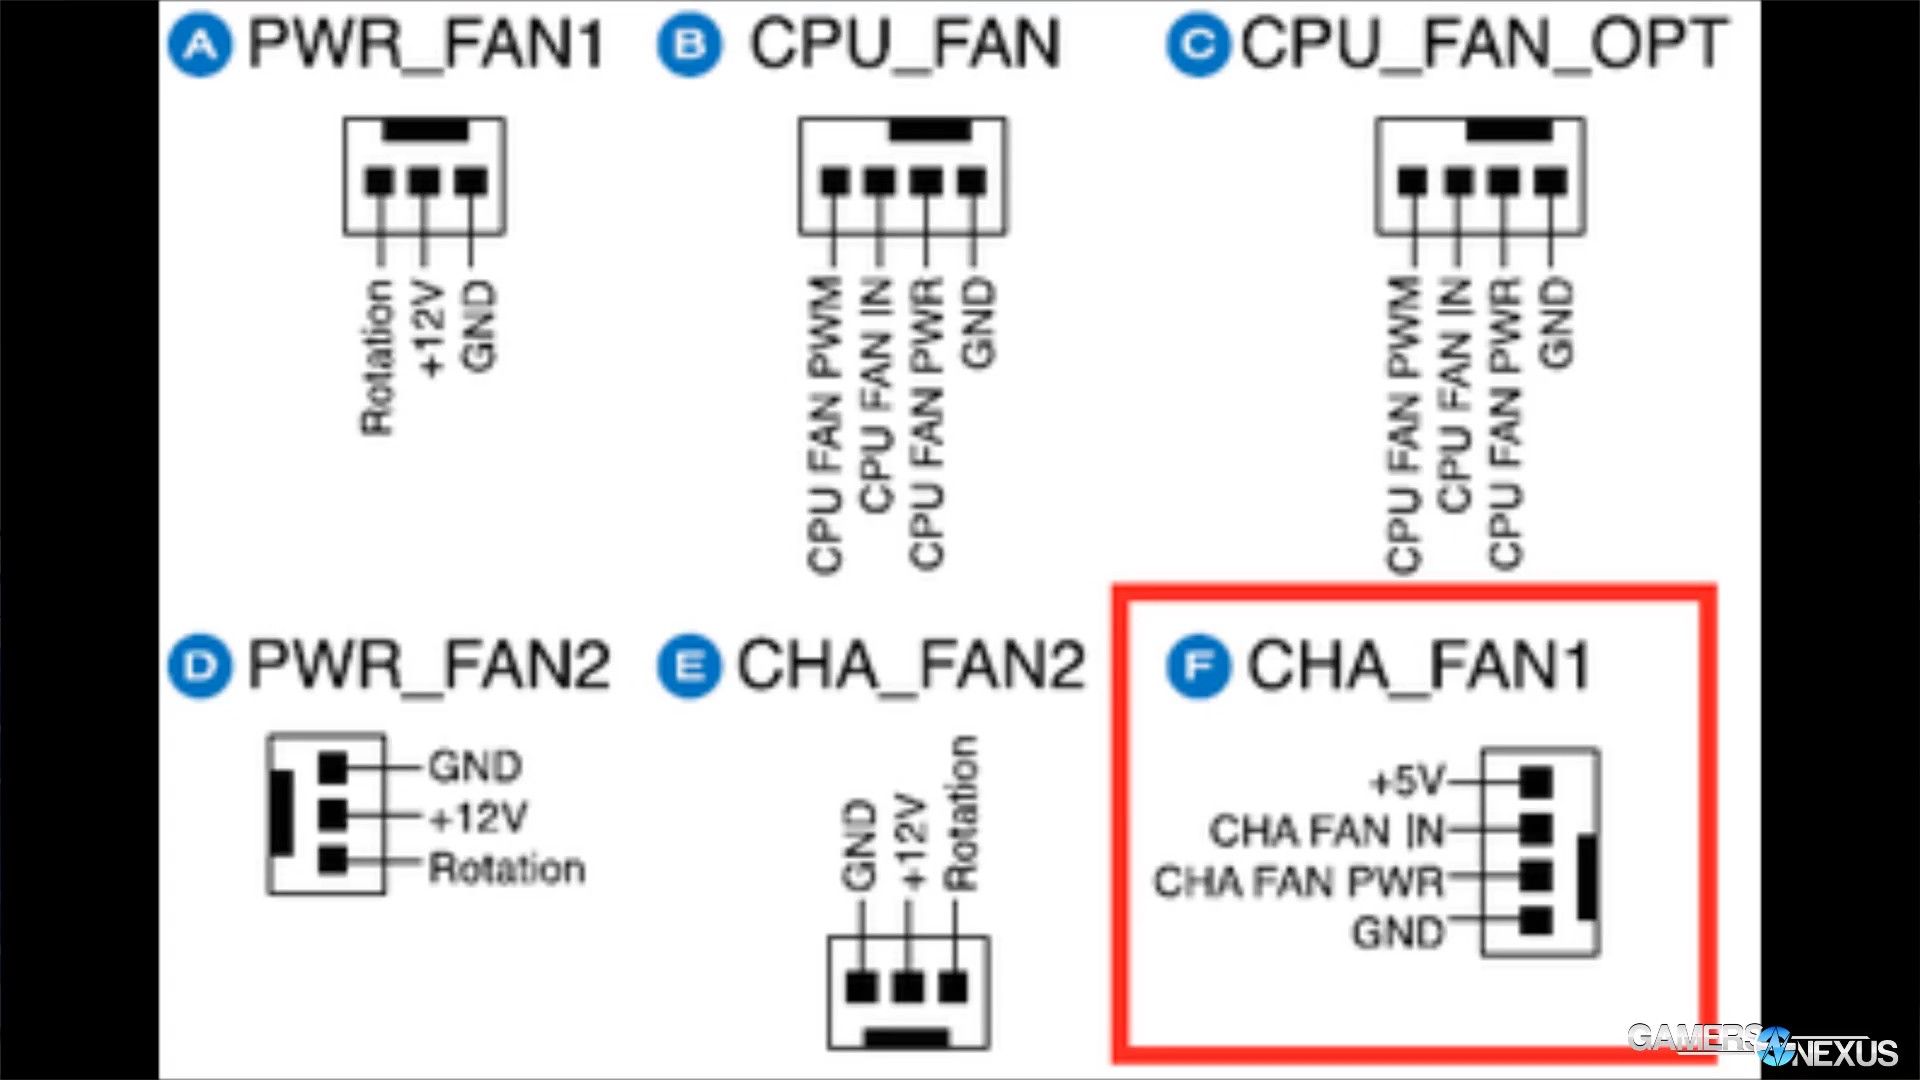 A PWR_FAN1
Rotation
+12V
GND
B CPU_FAN
CPU FAN PWM
CPU FAN IN
CPU FAN PWR
GND
C CPU_FAN_OPT
CPU FAN PWM
CPU FAN IN
CPU FAN PWR
GND
D PWR_FAN2
GND
+12V
Rotation
E CHA_FAN2
GND
+12V
Rotation
F CHA_FAN1
+5V
CHA FAN IN
CHA FAN PWR
GND
GAMERS NEXUS